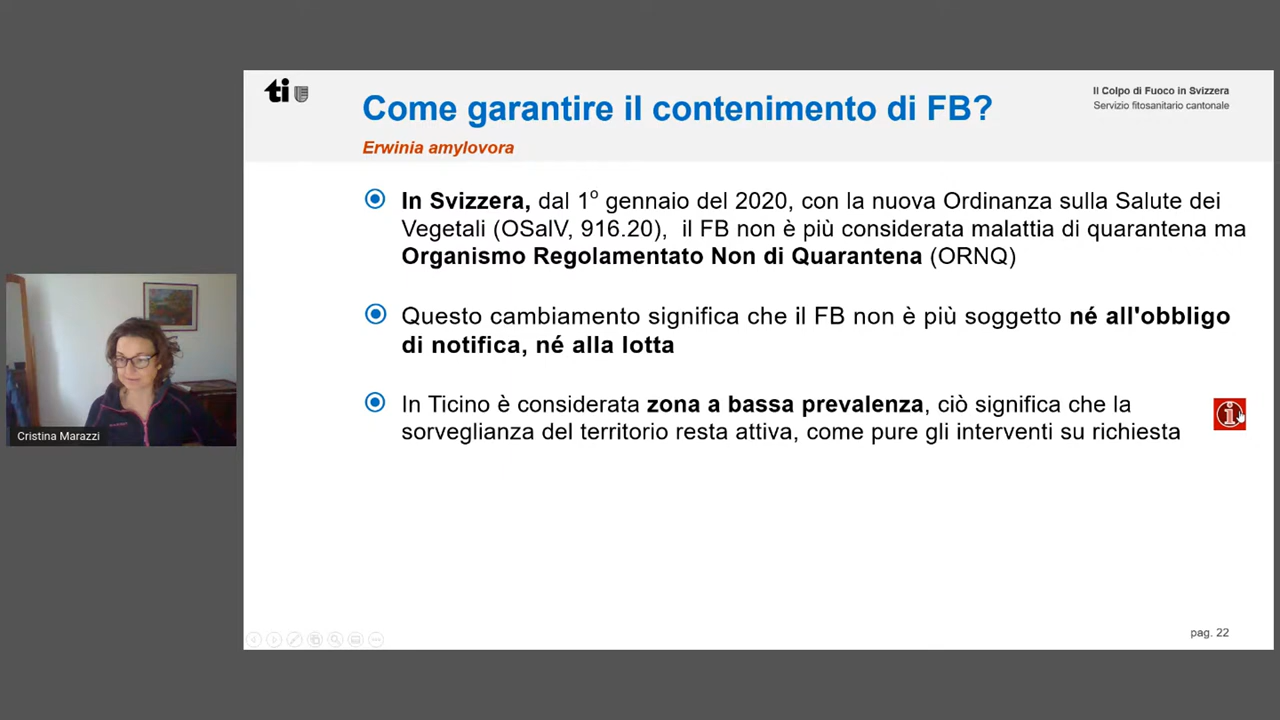 ti
Come garantire il contenimento di FB?
Erwinia amylovora
Il Colpo di Fuoco in Svizzera
Servizio fitosanitario cantonale
In Svizzera, dal 1º gennaio del 2020, con la nuova Ordinanza sulla Salute dei
Vegetali (OSalV, 916.20), il FB non è più considerata malattia di quarantena ma
Organismo Regolamentato Non di Quarantena (ORNQ)
Questo cambiamento significa che il FB non è più soggetto né all'obbligo
di notifica, né alla lotta
In Ticino è considerata zona a bassa prevalenza, ciò significa che la
sorveglianza del territorio resta attiva, come pure gli interventi su richiesta
Cristina Marazzi
pag. 22